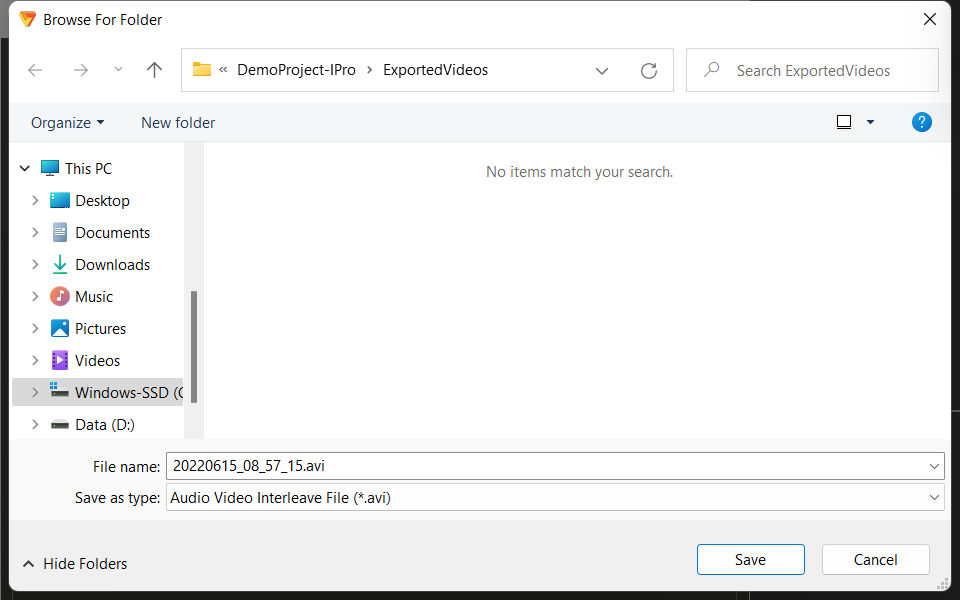 Browse For Folder
« DemoProject-IPro > ExportedVideos
Search ExportedVideos
Organize New folder
?
No items match your search.
This PC
Desktop
Documents
Downloads
Music
Pictures
Videos
Windows-SSD (C
Data (D:)
File name: 20220615_08_57_15.avi
Save as type: Audio Video Interleave File (*.avi)
Hide Folders
Save Cancel